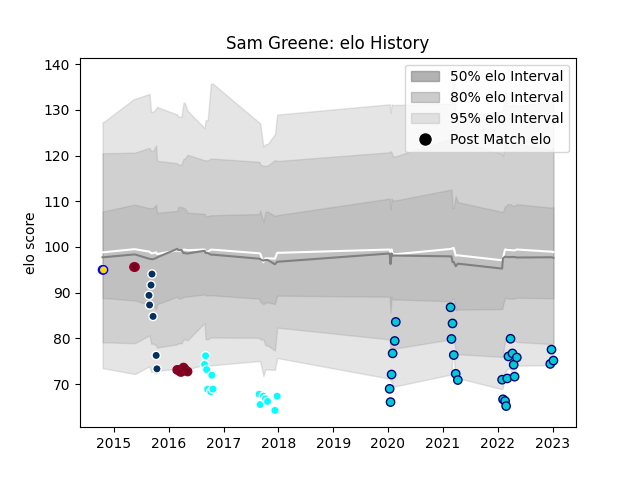 Sam Greene: elo History
140
130
120
110
100
90
80
70
elo score
50% elo Interval
80% elo Interval
95% elo Interval
Post Match elo
2015 2016 2017 2018 2019 2020 2021 2022 2023